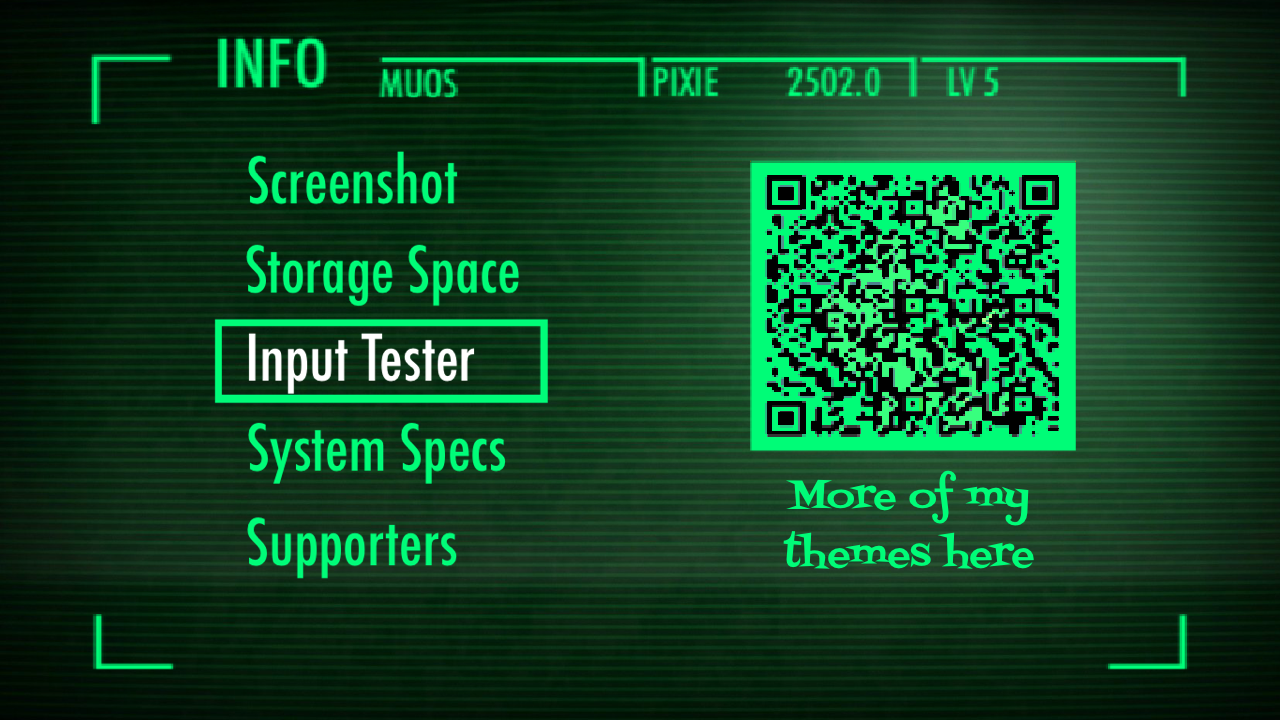 INFO
MUOS PIXIE 2502.0 LV 5
Screenshot
Storage Space
Input Tester
System Specs
Supporters
More of my
themes here